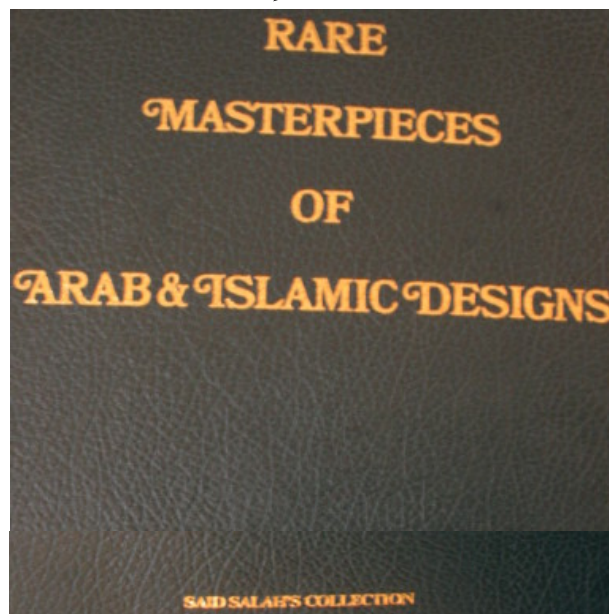 RARE
MASTERPIECES
OF
ARAB & ISLAMIC DESIGNS
SAID SALAH'S COLLECTION